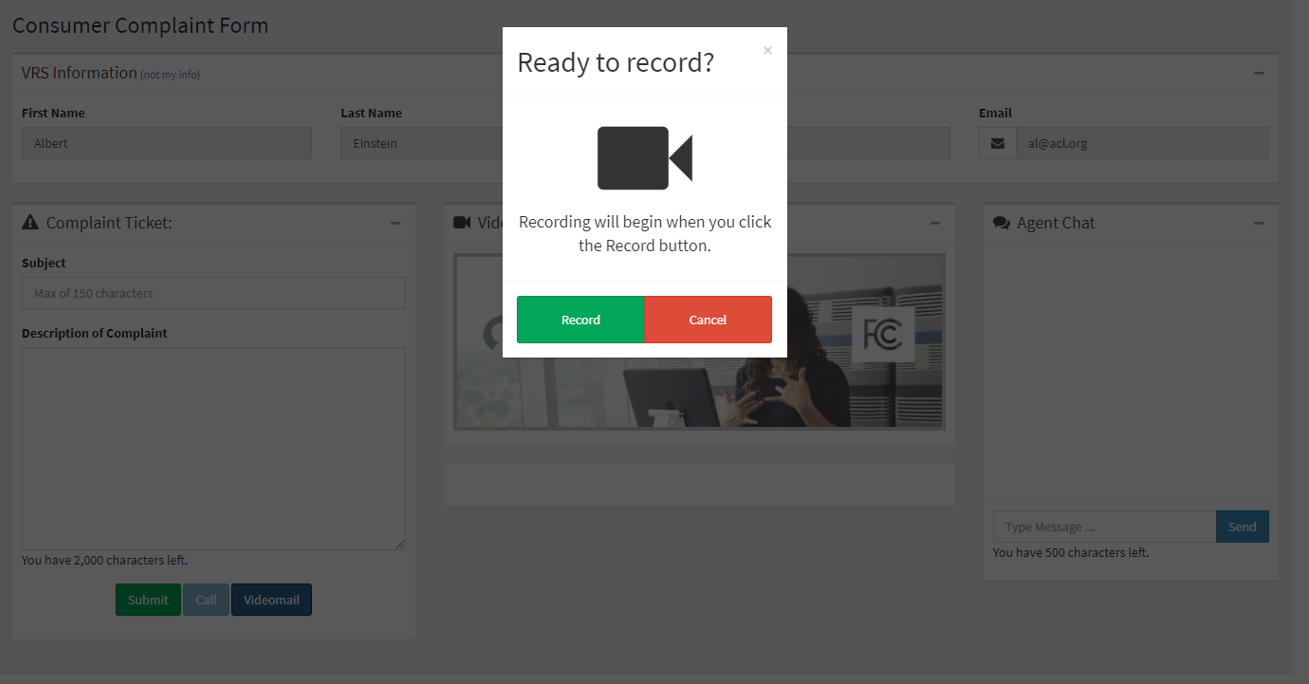 Consumer Complaint Form
VRS Information (not my info)
First Name
Last Name
Email
Albert
Einstein
al@acl.org
Ready to record?
×
Recording will begin when you click
the Record button.
Record
Cancel
Complaint Ticket:
Subject
Max of 150 characters
Description of Complaint
You have 2,000 characters left.
Submit
Call
Videomail
FCC
Agent Chat
Type Message ...
Send
You have 500 characters left.